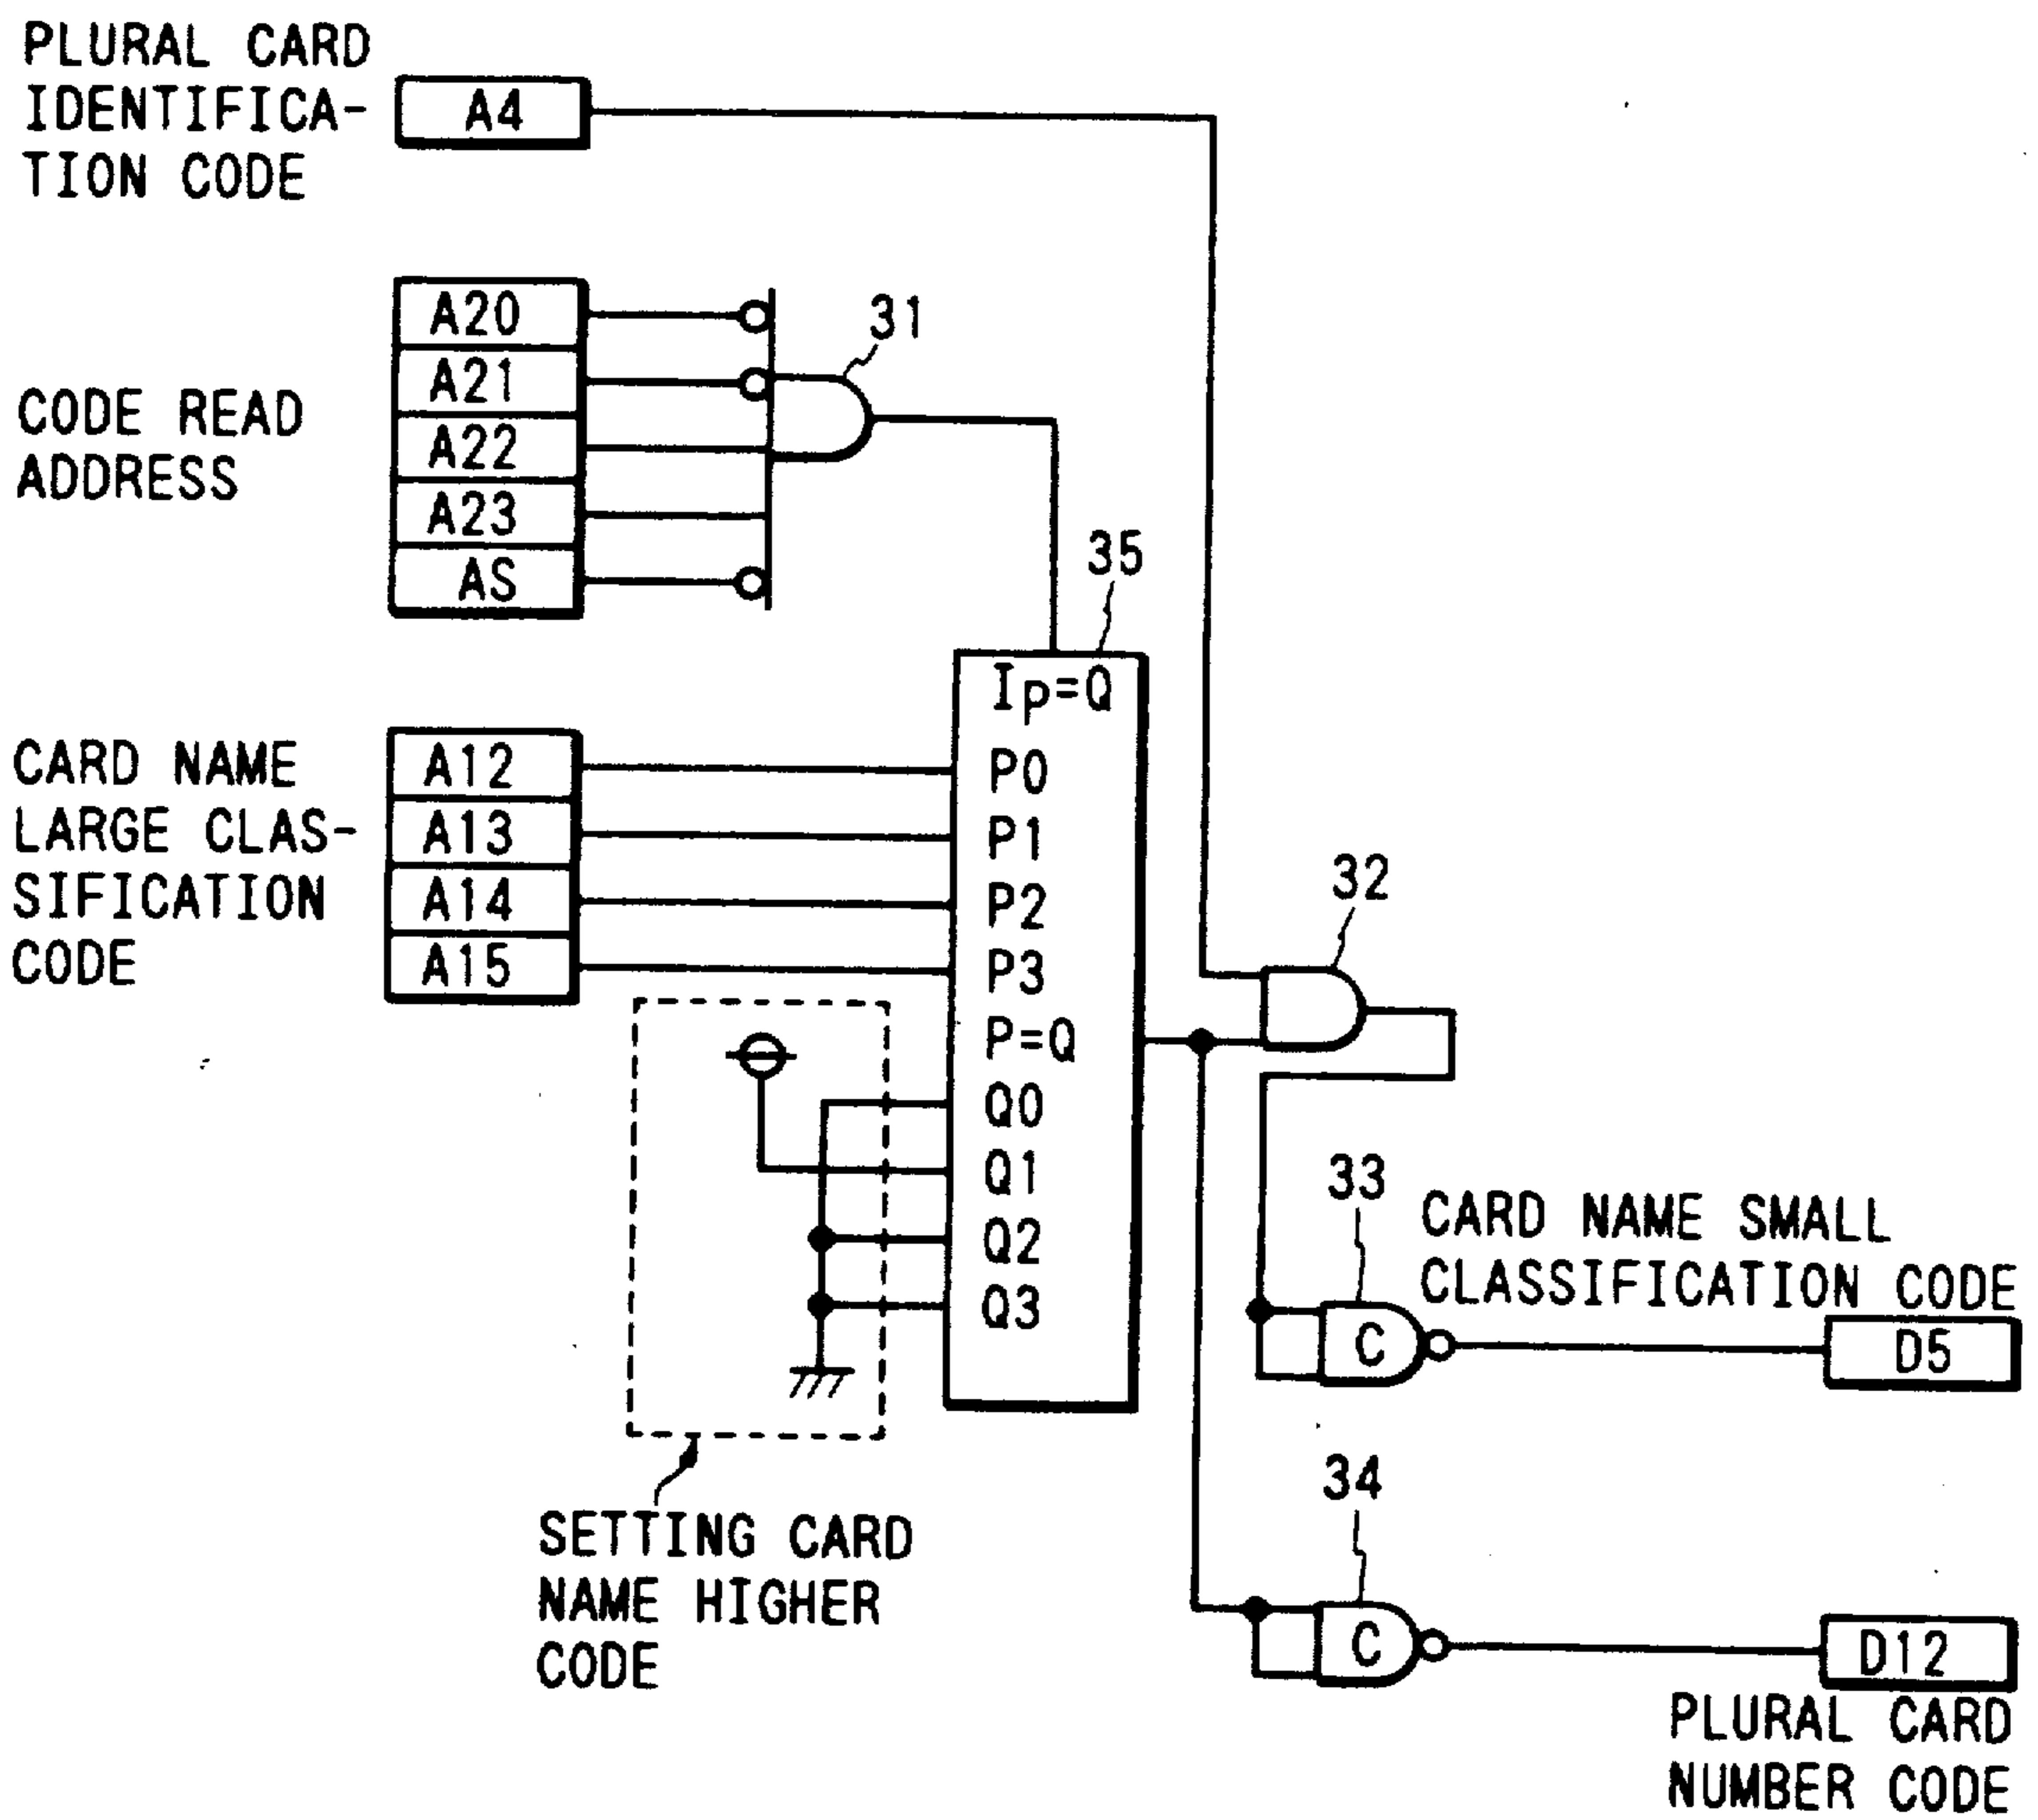 PLURAL CARD
IDENTIFICA-
TION CODE
A4
CODE READ
ADDRESS
A20
A21
A22
A23
AS
31
35
CARD NAME
LARGE CLAS-
SIFICATION
CODE
A12
A13
A14
A15
Ip=Q
P0
P1
P2
P3
P=Q
Q0
Q1
Q2
Q3
32
33
CARD NAME SMALL
CLASSIFICATION CODE
C
D5
SETTING CARD
NAME HIGHER
CODE
34
C
D12
PLURAL CARD
NUMBER CODE